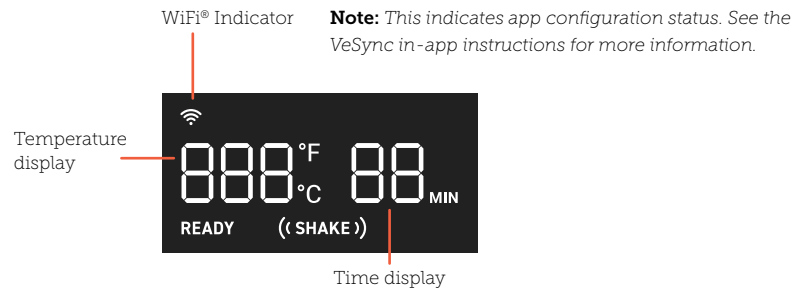 WiFi® Indicator
Note: This indicates app configuration status. See the
VeSync in-app instructions for more information.
Temperature
display
888 °F
°C
88 MIN
READY
((SHAKE))
Time display